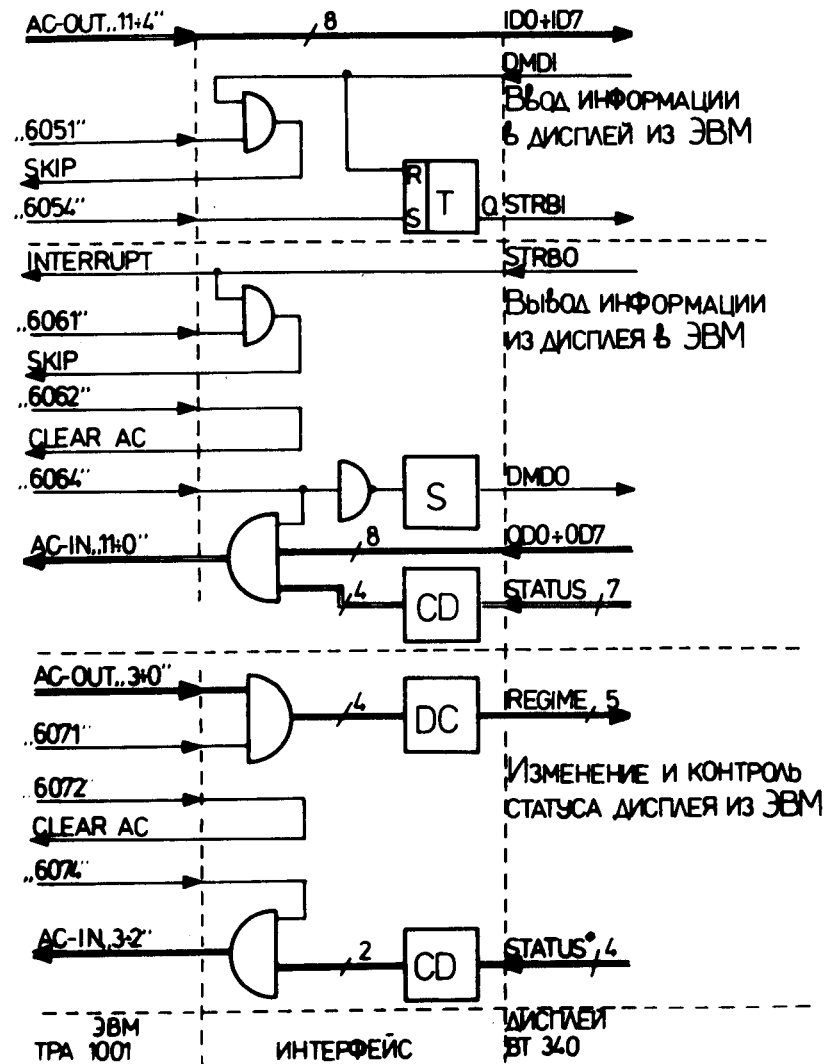 AC-OUT„11÷4" 8 ID0÷ID7
DMDI
Ввод информации
в дисплей из ЭВМ
„6051"
SKIP
R
T
„6054" S Q STRBI
INTERRUPT STRBO
Вывод информации
из дисплея в ЭВМ
„6061"
SKIP
„6062"
CLEAR AC
„6064" S DMDO
AC-IN„11÷0" 8 OD0÷OD7
4 CD STATUS 7
AC-OUT„3÷0" 4 DC REGIME 5
„6071"
Изменение и контроль
статуса дисплея из ЭВМ
„6072"
CLEAR AC
„6074"
AC-IN„3÷2" 2 CD STATUS* 4
ЭВМ
TPA 1001
ИНТЕРФЕЙС
ДИСПЛЕЙ
ВТ 340